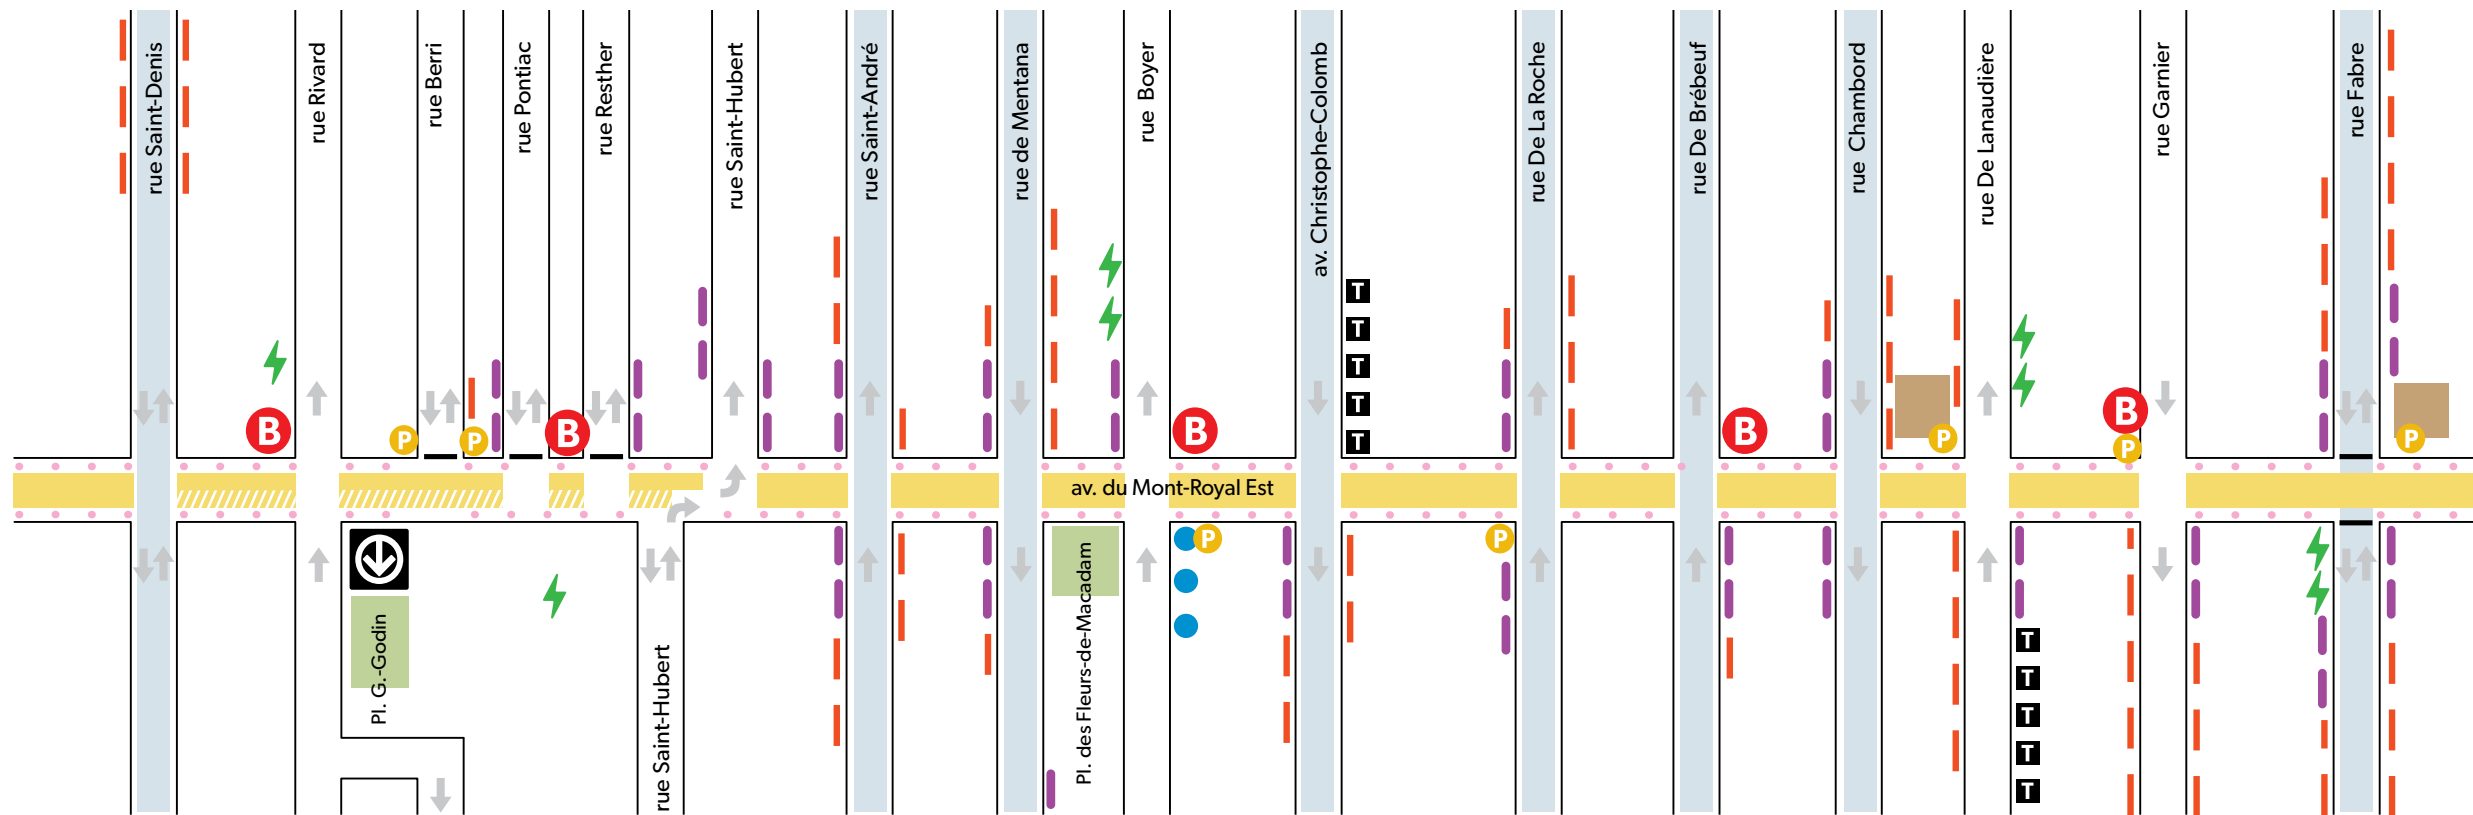 rue Saint-Denis
rue Rivard
rue Berri
rue Pontiac
rue Resther
rue Saint-Hubert
rue Saint-André
rue de Mentana
rue Boyer
av. Christophe-Colomb
rue De La Roche
rue De Brébeuf
rue Chambord
rue De Lanaudière
rue Garnier
rue Fabre
T
T
T
T
T
B
P
P
B
B
B
P
B
P
P
av. du Mont-Royal Est
P
P
Pl. G.-Godin
rue Saint-Hubert
Pl. des Fleurs-de-Macadam
T
T
T
T
T